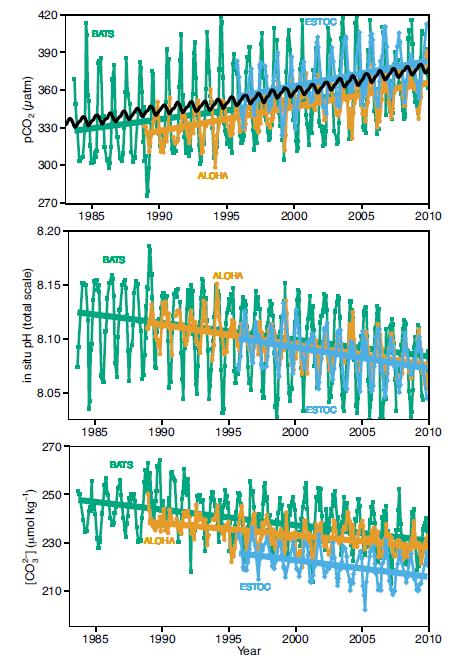 420
390
360
330
300
270
pCO2 (µatm)
BATS
ESTOC
ALOHA
1985 1990 1995 2000 2005 2010
8.20
8.15
8.10
8.05
in situ pH (total scale)
BATS
ALOHA
ESTOC
1985 1990 1995 2000 2005 2010
270
250
230
210
[CO3²⁻] (µmol kg⁻¹)
BATS
ALOHA
ESTOC
1985 1990 1995 2000 2005 2010
Year